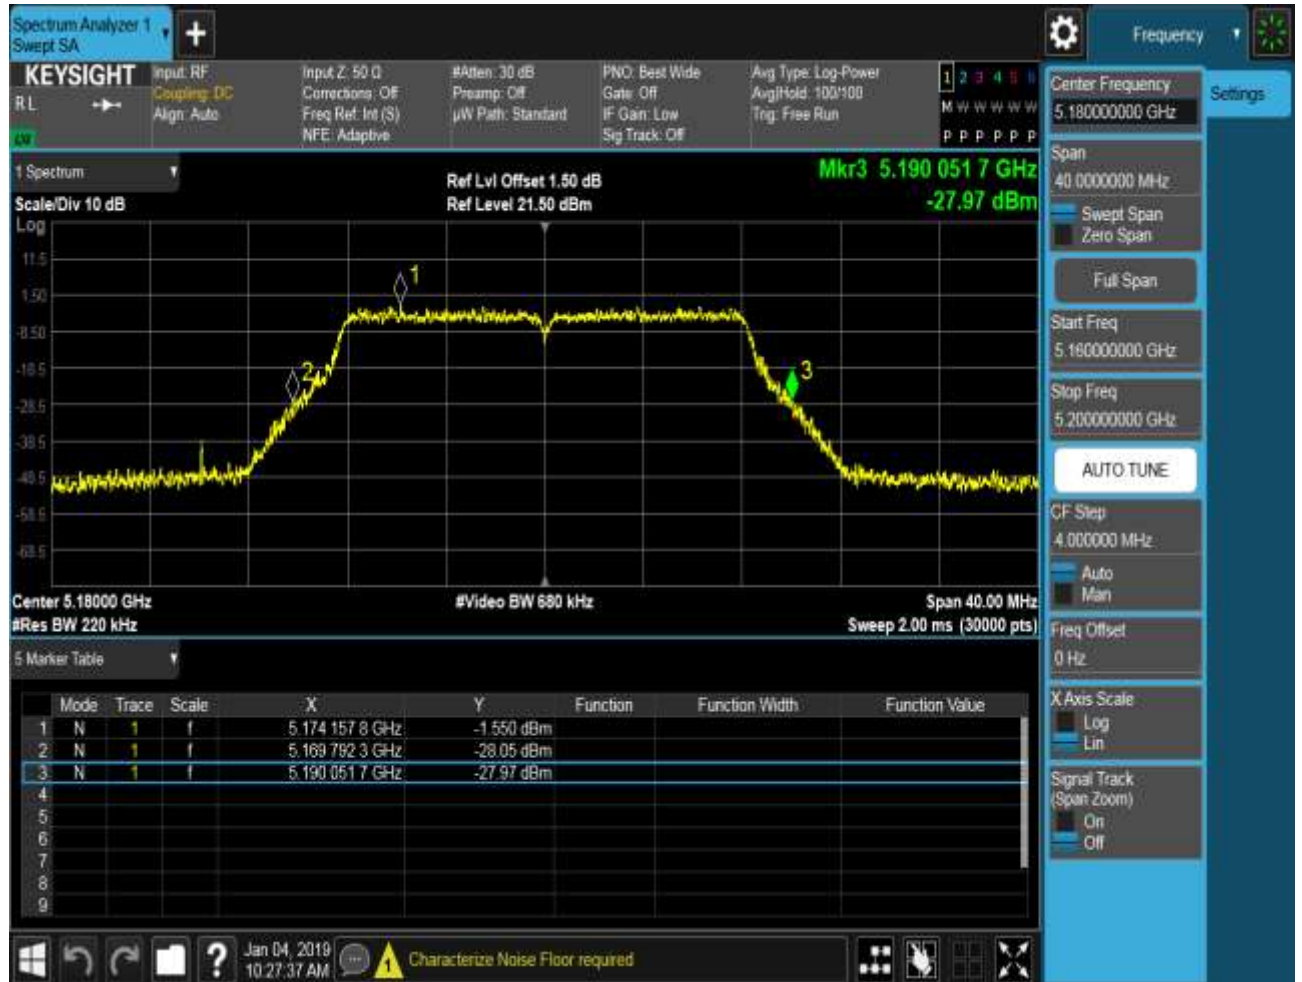 Spectrum Analyzer 1
Swept SA
Frequency
KEYSIGHT
R L
Input: RF
Coupling: DC
Align: Auto
Input Z: 50 Ω
Corrections: Off
Freq Ref: Int (S)
NFE: Adaptive
#Atten: 30 dB
Preamp: Off
µW Path: Standard
PNO: Best Wide
Gate: Off
IF Gain: Low
Sig Track: Off
Avg Type: Log-Power
Avg|Hold: 100/100
Trig: Free Run
1 2 3 4 5 6
M W W W W W
P P P P P P
1 Spectrum
Scale/Div 10 dB
Ref Lvl Offset 1.50 dB
Ref Level 21.50 dBm
Mkr3 5.190 051 7 GHz
-27.97 dBm
Log
11.5
1.50
-8.50
-18.5
-28.5
-38.5
-48.5
-58.5
-68.5
1
2
3
Center 5.18000 GHz
#Video BW 680 kHz
Span 40.00 MHz
#Res BW 220 kHz
Sweep 2.00 ms (30000 pts)
5 Marker Table
Mode Trace Scale X Y Function Function Width Function Value
1 N 1 f 5.174 157 8 GHz -1.550 dBm
2 N 1 f 5.169 792 3 GHz -28.05 dBm
3 N 1 f 5.190 051 7 GHz -27.97 dBm
4
5
6
7
8
9
Jan 04, 2019
10:27:37 AM
?
1
Characterize Noise Floor required
Center Frequency
5.180000000 GHz
Settings
Span
40.0000000 MHz
Swept Span
Zero Span
Full Span
Start Freq
5.160000000 GHz
Stop Freq
5.200000000 GHz
AUTO TUNE
CF Step
4.000000 MHz
Auto
Man
Freq Offset
0 Hz
X Axis Scale
Log
Lin
Signal Track
(Span Zoom)
On
Off